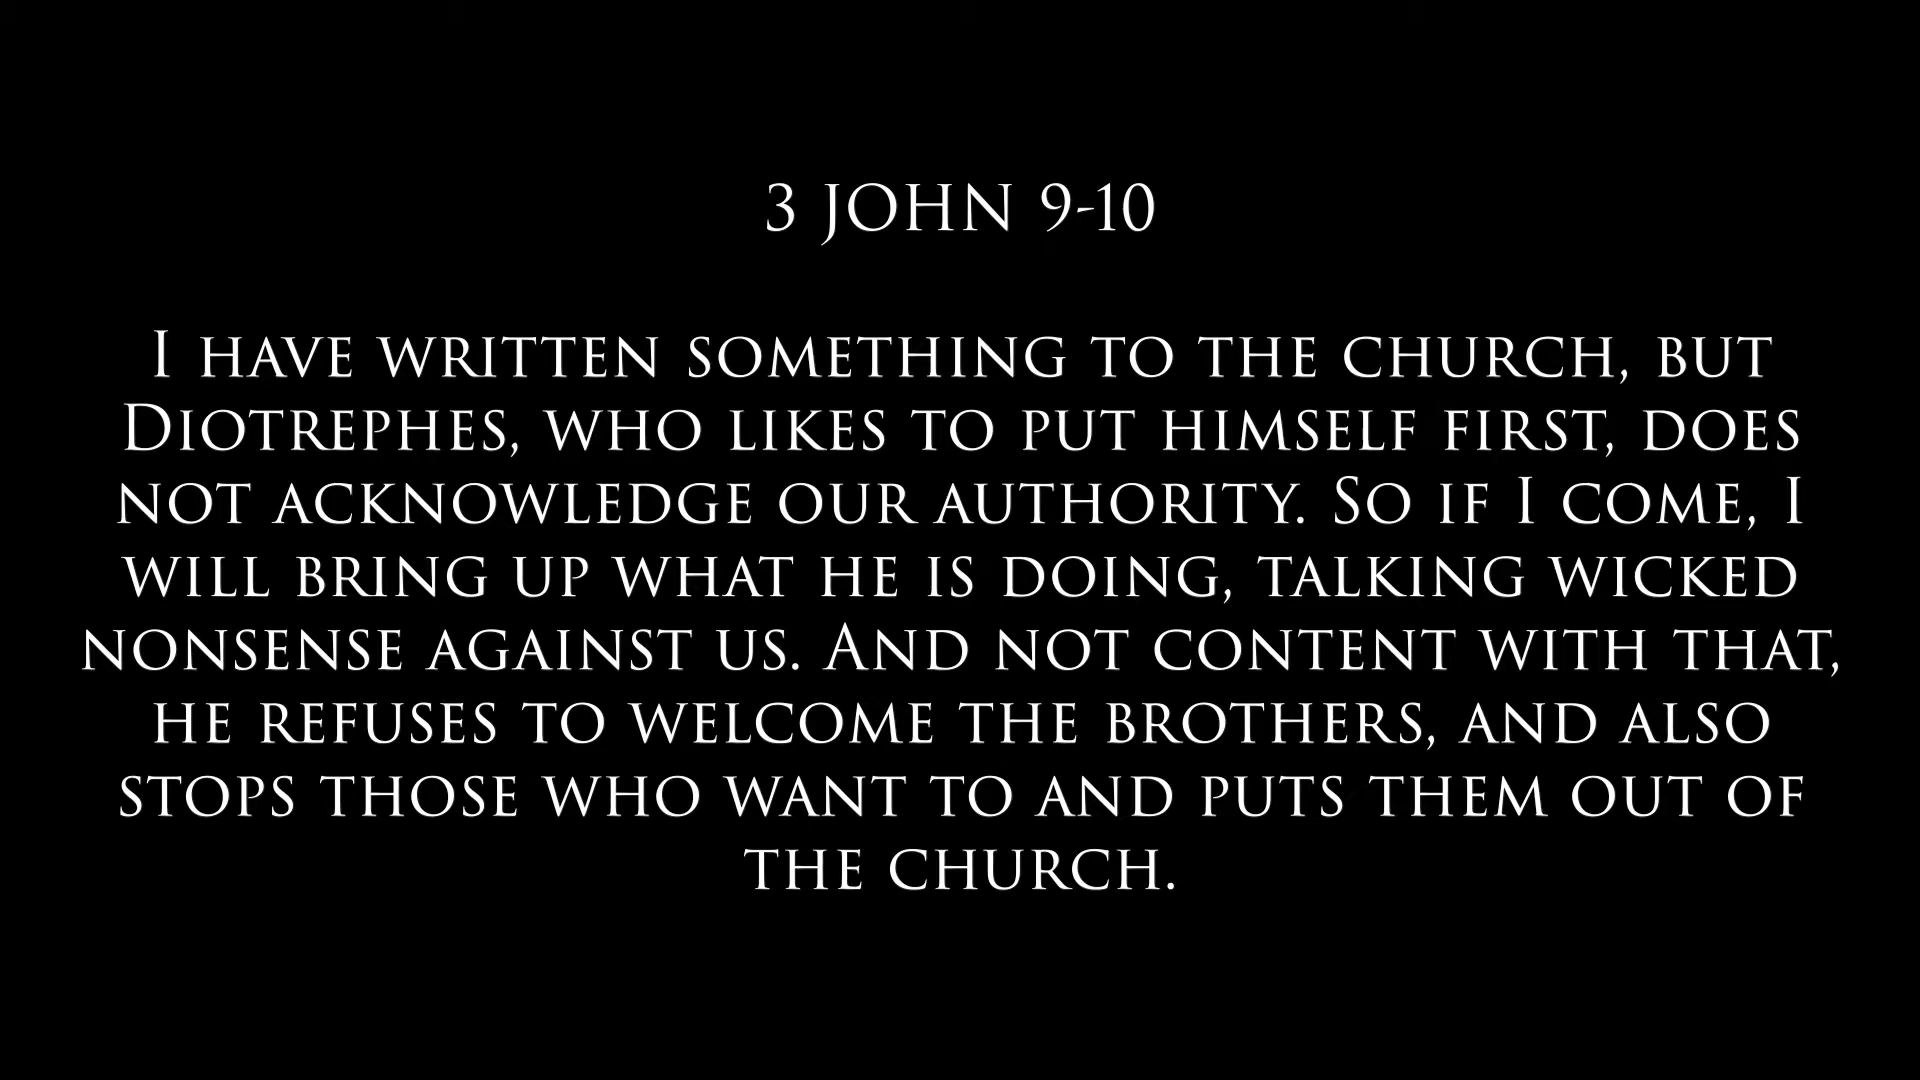 3 JOHN 9-10
I HAVE WRITTEN SOMETHING TO THE CHURCH, BUT
DIOTREPHES, WHO LIKES TO PUT HIMSELF FIRST, DOES
NOT ACKNOWLEDGE OUR AUTHORITY. SO IF I COME, I
WILL BRING UP WHAT HE IS DOING, TALKING WICKED
NONSENSE AGAINST US. AND NOT CONTENT WITH THAT,
HE REFUSES TO WELCOME THE BROTHERS, AND ALSO
STOPS THOSE WHO WANT TO AND PUTS THEM OUT OF
THE CHURCH.